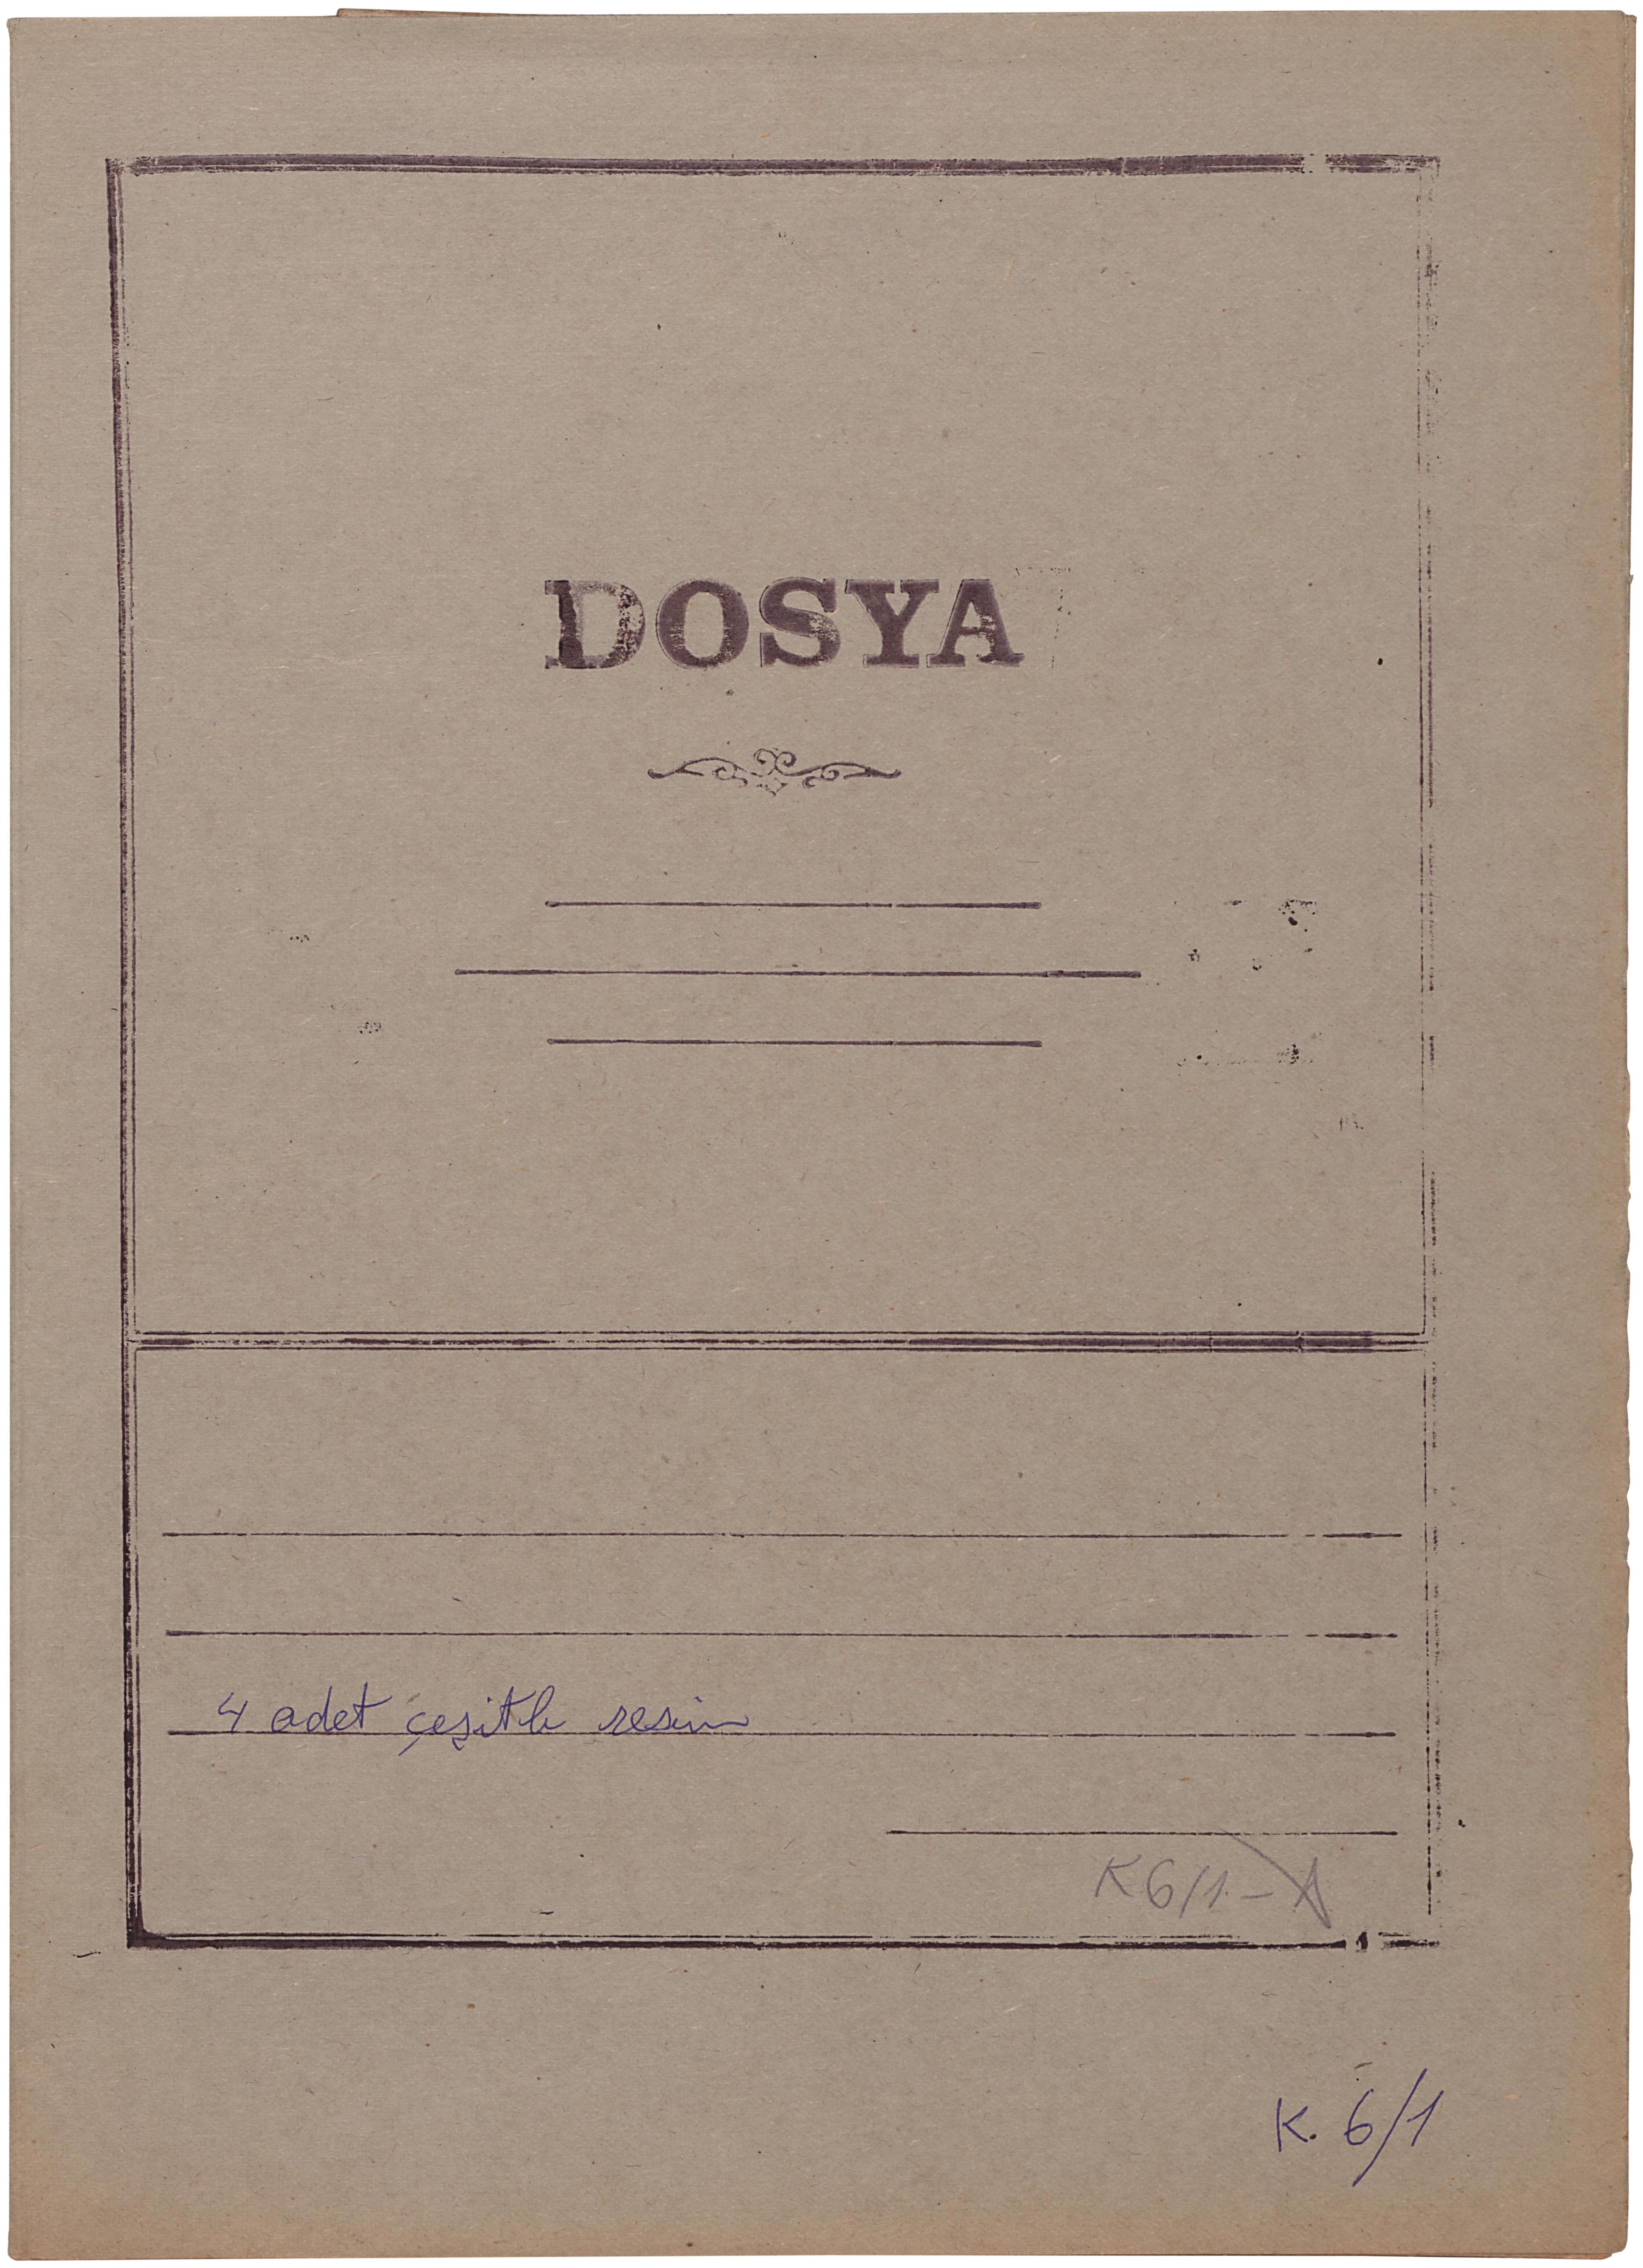 DOSYA
4 adet çeşitli resim
K6/1-A
K. 6/1